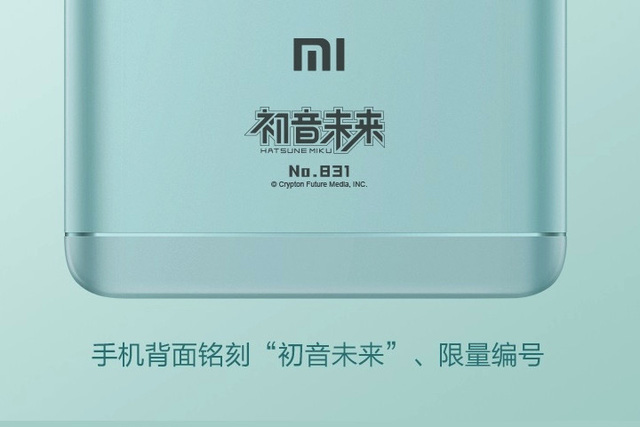 mi
初音未来
HATSUNE MIKU
No.831
© Crypton Future Media, INC.
手机背面铭刻“初音未来”、限量编号